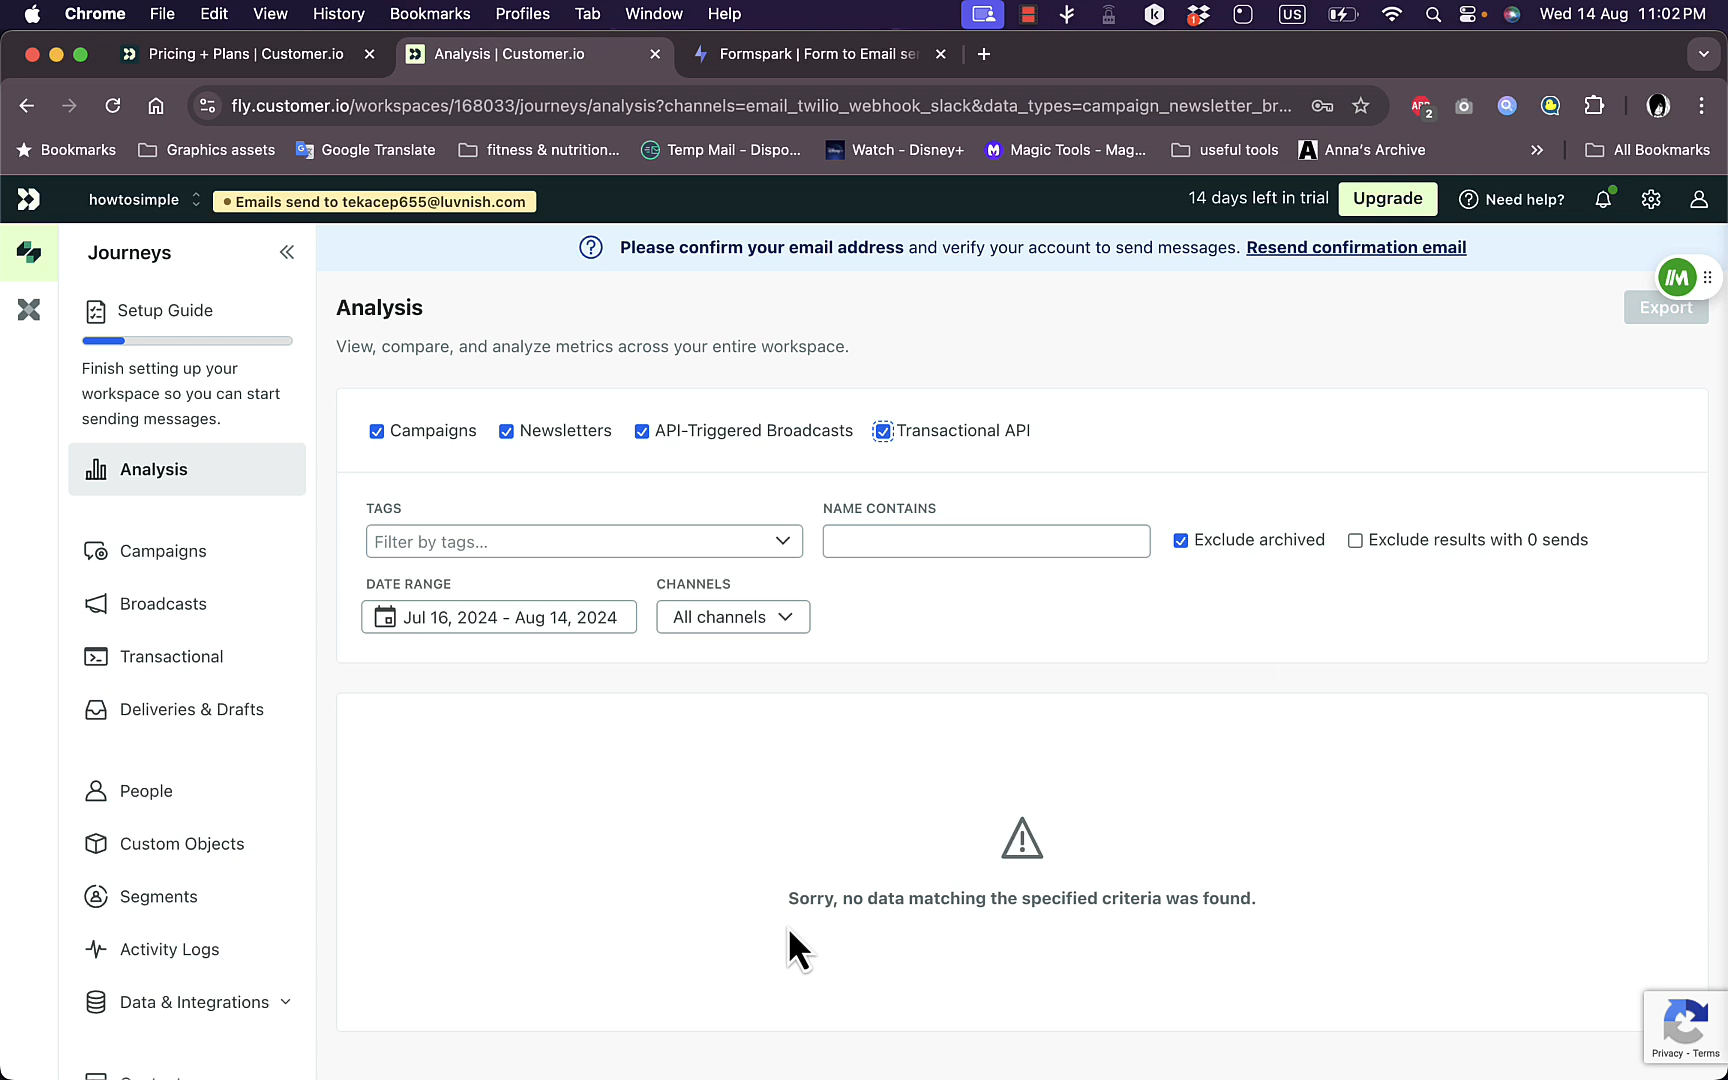 Chrome File Edit View History Bookmarks Profiles Tab Window Help US Wed 14 Aug 11:02 PM
Pricing + Plans | Customer.io Analysis | Customer.io Formspark | Form to Email se
fly.customer.io/workspaces/168033/journeys/analysis?channels=email_twilio_webhook_slack&data_types=campaign_newsletter_br...
Bookmarks Graphics assets Google Translate fitness & nutrition... Temp Mail - Dispo... Watch - Disney+ Magic Tools - Mag... useful tools Anna's Archive All Bookmarks
howtosimple Emails send to tekacep655@luvnish.com 14 days left in trial Upgrade Need help?
Please confirm your email address and verify your account to send messages. Resend confirmation email
Journeys
Setup Guide
Finish setting up your
workspace so you can start
sending messages.
Analysis
Campaigns
Broadcasts
Transactional
Deliveries & Drafts
People
Custom Objects
Segments
Activity Logs
Data & Integrations
Analysis
Export
View, compare, and analyze metrics across your entire workspace.
Campaigns Newsletters API-Triggered Broadcasts Transactional API
TAGS NAME CONTAINS
Filter by tags... Exclude archived Exclude results with 0 sends
DATE RANGE CHANNELS
Jul 16, 2024 - Aug 14, 2024 All channels
Sorry, no data matching the specified criteria was found.
Privacy - Terms